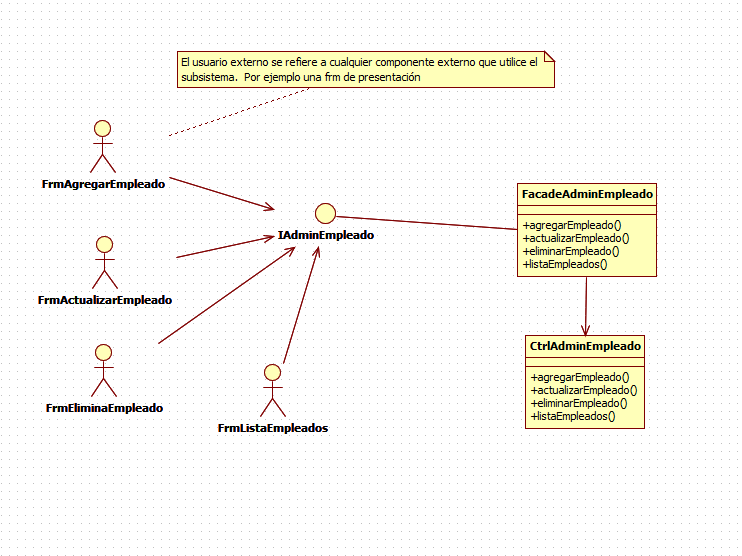 El usuario externo se refiere a cualquier componente externo que utilice el
subsistema.  Por ejemplo una frm de presentación
FrmAgregarEmpleado
IAdminEmpleado
FacadeAdminEmpleado
+agregarEmpleado()
+actualizarEmpleado()
+eliminarEmpleado()
+listaEmpleados()
FrmActualizarEmpleado
CtrlAdminEmpleado
+agregarEmpleado()
+actualizarEmpleado()
+eliminarEmpleado()
+listaEmpleados()
FrmEliminaEmpleado
FrmListaEmpleados